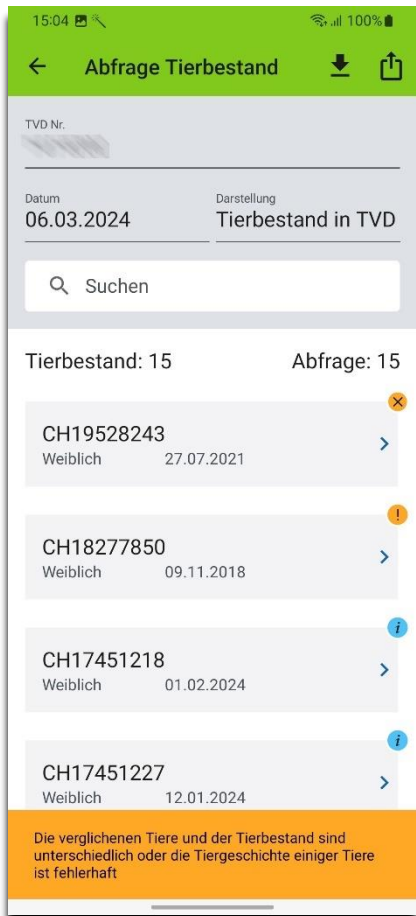 15:04 100%
Abfrage Tierbestand
TVD Nr.
Datum Darstellung
06.03.2024 Tierbestand in TVD
Suchen
Tierbestand: 15 Abfrage: 15
CH19528243
Weiblich 27.07.2021
!
CH18277850
Weiblich 09.11.2018
i
CH17451218
Weiblich 01.02.2024
i
CH17451227
Weiblich 12.01.2024
Die verglichenen Tiere und der Tierbestand sind
unterschiedlich oder die Tiergeschichte einiger Tiere
ist fehlerhaft